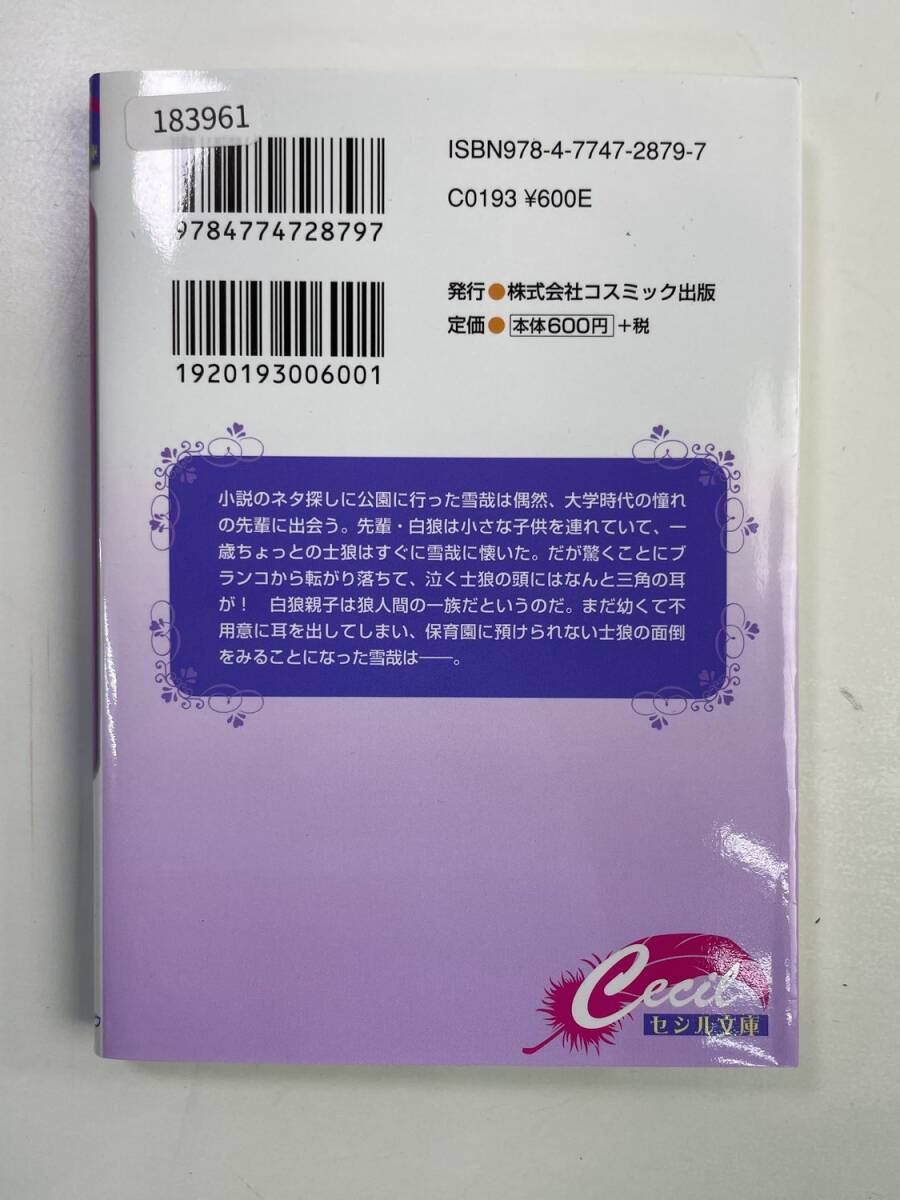 183961
ISBN978-4-7747-2879-7
9784774728797
C0193 ¥600E
発行●株式会社コスミック出版
定価●本体600円+税
1920193006001
小説のネタ探しに公園に行った雪哉は偶然、大学時代の憧れ
の先輩に出会う。先輩・白狼は小さな子供を連れていて、一
歳ちょっとの士狼はすぐに雪哉に懐いた。だが驚くことにブ
ランコから転がり落ちて、泣く士狼の頭にはなんと三角の耳
が!　白狼親子は狼人間の一族だというのだ。まだ幼くて不
用意に耳を出してしまい、保育園に預けられない士狼の面倒
をみることになった雪哉は――。
Cecil
セシル文庫